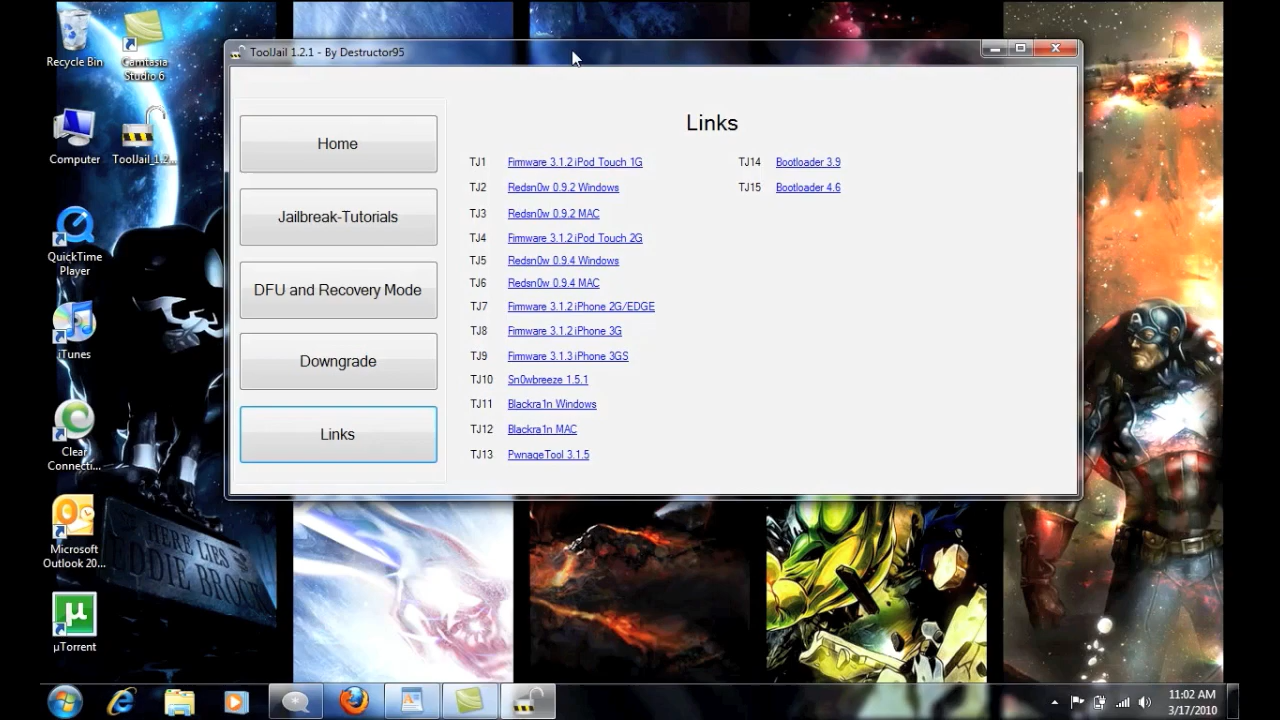 Recycle Bin
Camtasia
Studio 6
Computer
ToolJail_1.2...
QuickTime
Player
iTunes
Clear
Connecti...
Microsoft
Outlook 20...
µTorrent
ToolJail 1.2.1 - By Destructor95
Home
Jailbreak-Tutorials
DFU and Recovery Mode
Downgrade
Links
Links
TJ1 Firmware 3.1.2 iPod Touch 1G
TJ2 Redsn0w 0.9.2 Windows
TJ3 Redsn0w 0.9.2 MAC
TJ4 Firmware 3.1.2 iPod Touch 2G
TJ5 Redsn0w 0.9.4 Windows
TJ6 Redsn0w 0.9.4 MAC
TJ7 Firmware 3.1.2 iPhone 2G/EDGE
TJ8 Firmware 3.1.2 iPhone 3G
TJ9 Firmware 3.1.3 iPhone 3GS
TJ10 Sn0wbreeze 1.5.1
TJ11 Blackra1n Windows
TJ12 Blackra1n MAC
TJ13 PwnageTool 3.1.5
TJ14 Bootloader 3.9
TJ15 Bootloader 4.6
HERE LIES
EDDIE BROCK
11:02 AM
3/17/2010